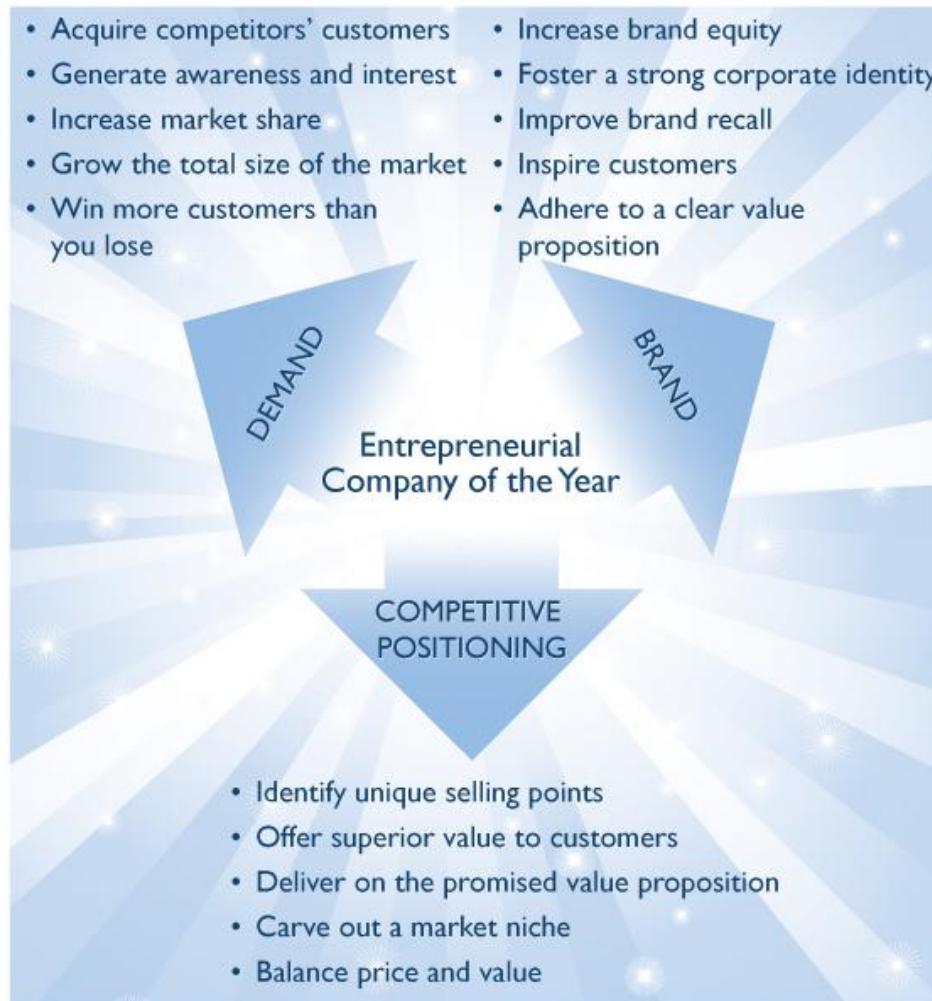 • Acquire competitors’ customers
• Generate awareness and interest
• Increase market share
• Grow the total size of the market
• Win more customers than
you lose
• Increase brand equity
• Foster a strong corporate identity
• Improve brand recall
• Inspire customers
• Adhere to a clear value
proposition
DEMAND
BRAND
Entrepreneurial
Company of the Year
COMPETITIVE
POSITIONING
• Identify unique selling points
• Offer superior value to customers
• Deliver on the promised value proposition
• Carve out a market niche
• Balance price and value